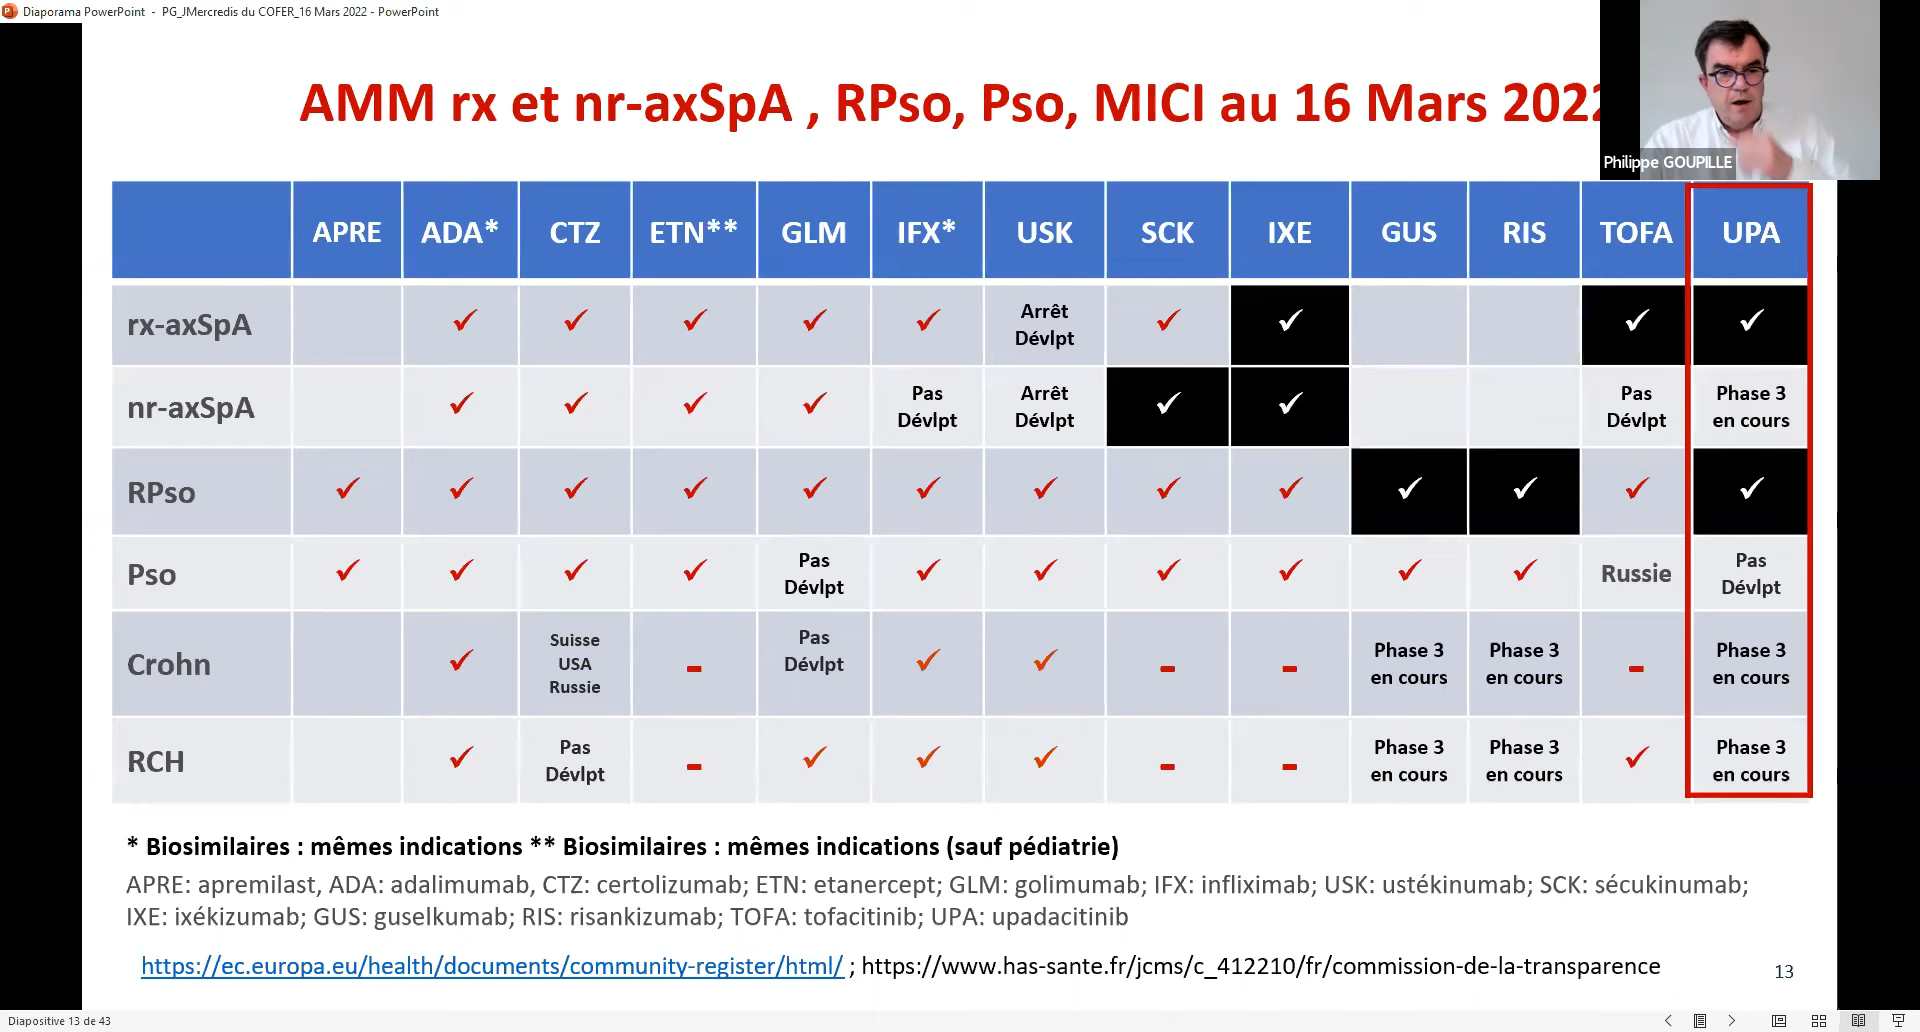 Diaporama PowerPoint - PG_JMercredis du COFER_16 Mars 2022 - PowerPoint
AMM rx et nr-axSpA , RPso, Pso, MICI au 16 Mars 2022
Philippe GOUPILLE
APRE ADA* CTZ ETN** GLM IFX* USK SCK IXE GUS RIS TOFA UPA
rx-axSpA ✓ ✓ ✓ ✓ ✓ Arrêt Dévlpt ✓ ✓ ✓ ✓
nr-axSpA ✓ ✓ ✓ ✓ Pas Dévlpt Arrêt Dévlpt ✓ ✓ Pas Dévlpt Phase 3 en cours
RPso ✓ ✓ ✓ ✓ ✓ ✓ ✓ ✓ ✓ ✓ ✓ ✓ ✓
Pso ✓ ✓ ✓ ✓ Pas Dévlpt ✓ ✓ ✓ ✓ ✓ ✓ Russie Pas Dévlpt
Crohn ✓ Suisse USA Russie - Pas Dévlpt ✓ ✓ - - Phase 3 en cours Phase 3 en cours - Phase 3 en cours
RCH ✓ Pas Dévlpt - ✓ ✓ ✓ - - Phase 3 en cours Phase 3 en cours ✓ Phase 3 en cours
* Biosimilaires : mêmes indications ** Biosimilaires : mêmes indications (sauf pédiatrie)
APRE: apremilast, ADA: adalimumab, CTZ: certolizumab; ETN: etanercept; GLM: golimumab; IFX: infliximab; USK: ustékinumab; SCK: sécukinumab;
IXE: ixékizumab; GUS: guselkumab; RIS: risankizumab; TOFA: tofacitinib; UPA: upadacitinib
https://ec.europa.eu/health/documents/community-register/html/ ; https://www.has-sante.fr/jcms/c_412210/fr/commission-de-la-transparence
13
Diapositive 13 de 43